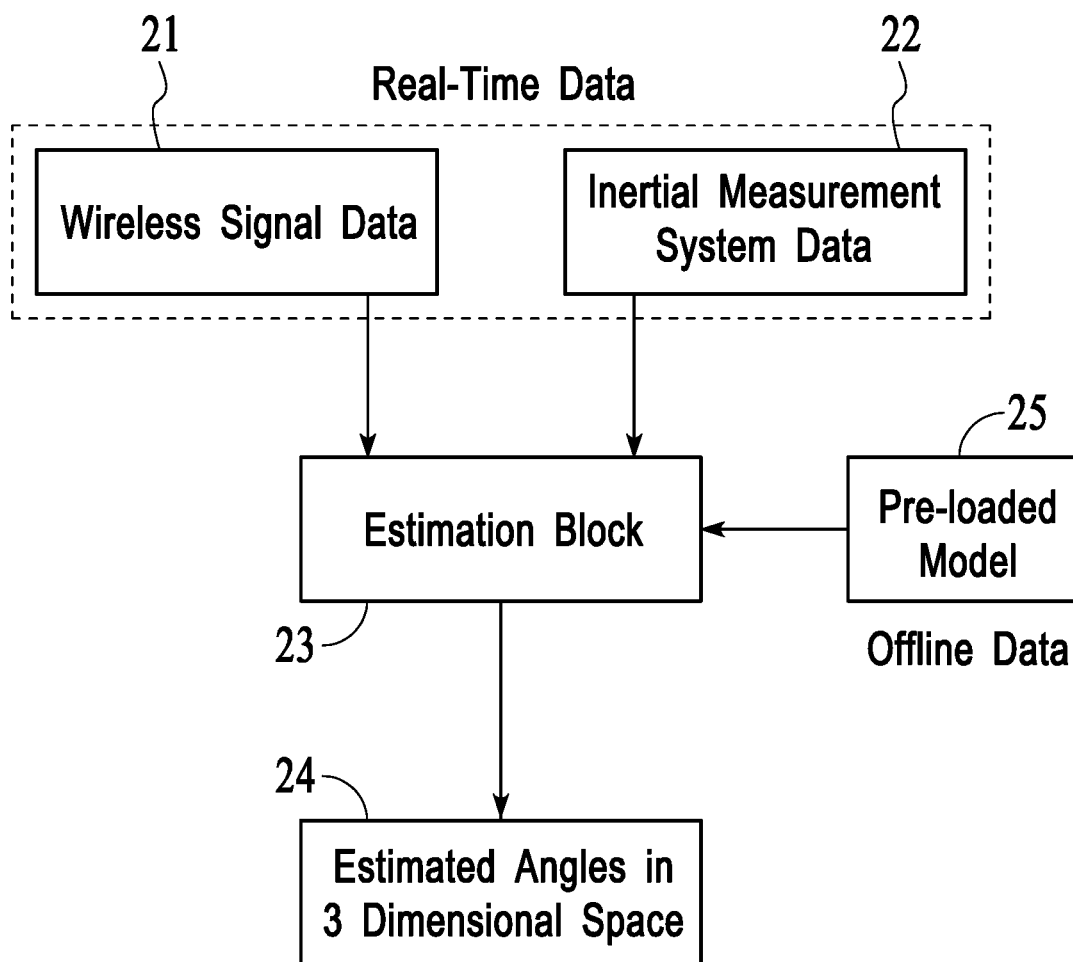 21
22
Real-Time Data
Wireless Signal Data
Inertial Measurement
System Data
25
Estimation Block
Pre-loaded
Model
23
Offline Data
24
Estimated Angles in
3 Dimensional Space